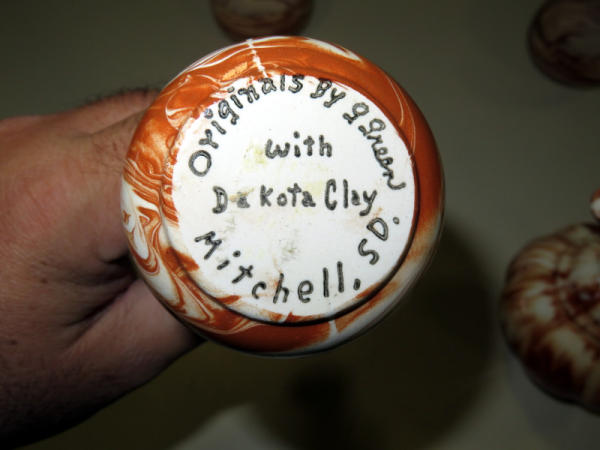 Originals By J Green
with
Dakota Clay
Mitchell, SD.